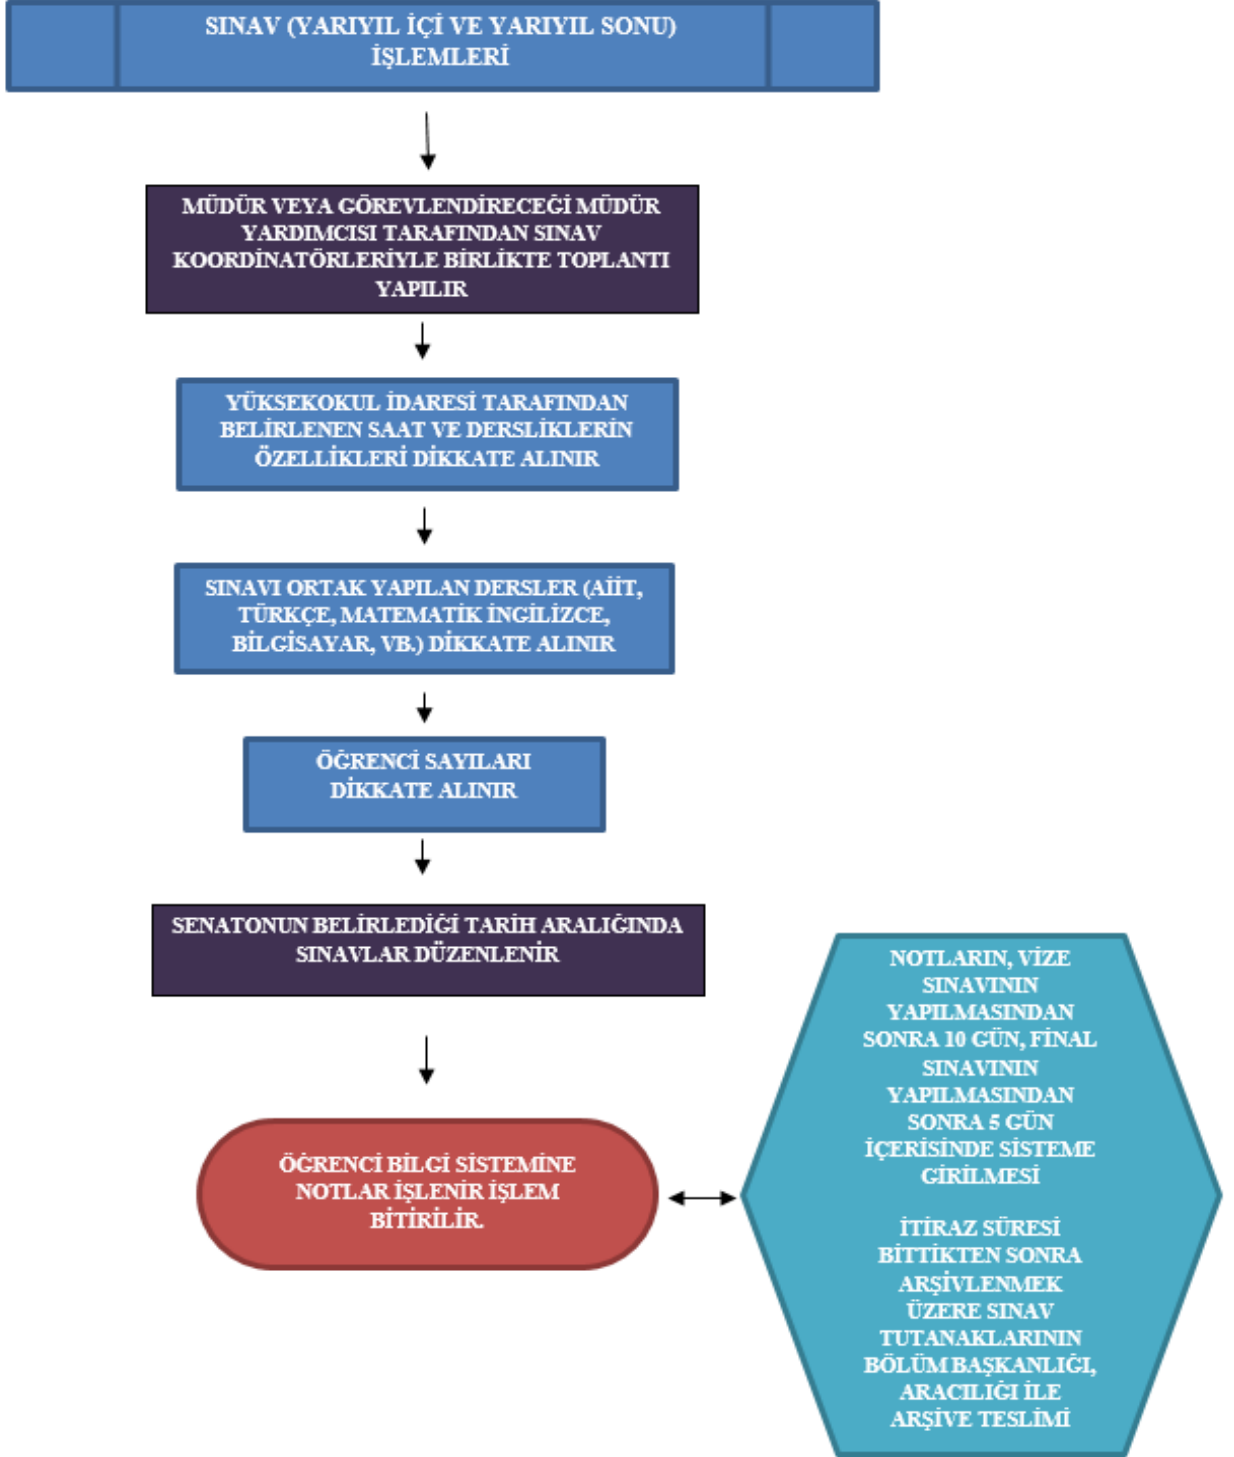 SINAV (YARIYIL İÇİ VE YARIYIL SONU)
İŞLEMLERİ
MÜDÜR VEYA GÖREVLENDİRECEĞİ MÜDÜR
YARDIMCISI TARAFINDAN SINAV
KOORDİNATÖRLERİYLE BİRLİKTE TOPLANTI
YAPILIR
YÜKSEKOKUL İDARESİ TARAFINDAN
BELİRLENEN SAAT VE DERSLİKLERİN
ÖZELLİKLERİ DİKKATE ALINIR
SINAVI ORTAK YAPILAN DERSLER (AİİT,
TÜRKÇE, MATEMATİK İNGİLİZCE,
BİLGİSAYAR, VB.) DİKKATE ALINIR
ÖĞRENCİ SAYILARI
DİKKATE ALINIR
SENATONUN BELİRLEDİĞİ TARİH ARALIĞINDA
SINAVLAR DÜZENLENİR
ÖĞRENCİ BİLGİ SİSTEMİNE
NOTLAR İŞLENİR İŞLEM
BİTİRİLİR.
NOTLARIN, VİZE
SINAVININ
YAPILMASINDAN
SONRA 10 GÜN, FİNAL
SINAVININ
YAPILMASINDAN
SONRA 5 GÜN
İÇERİSİNDE SİSTEME
GİRİLMESİ
İTİRAZ SÜRESİ
BİTTİKTEN SONRA
ARŞİVLENMEK
ÜZERE SINAV
TUTANAKLARININ
BÖLÜM BAŞKANLIĞI,
ARACILIĞI İLE
ARŞİVE TESLİMİ